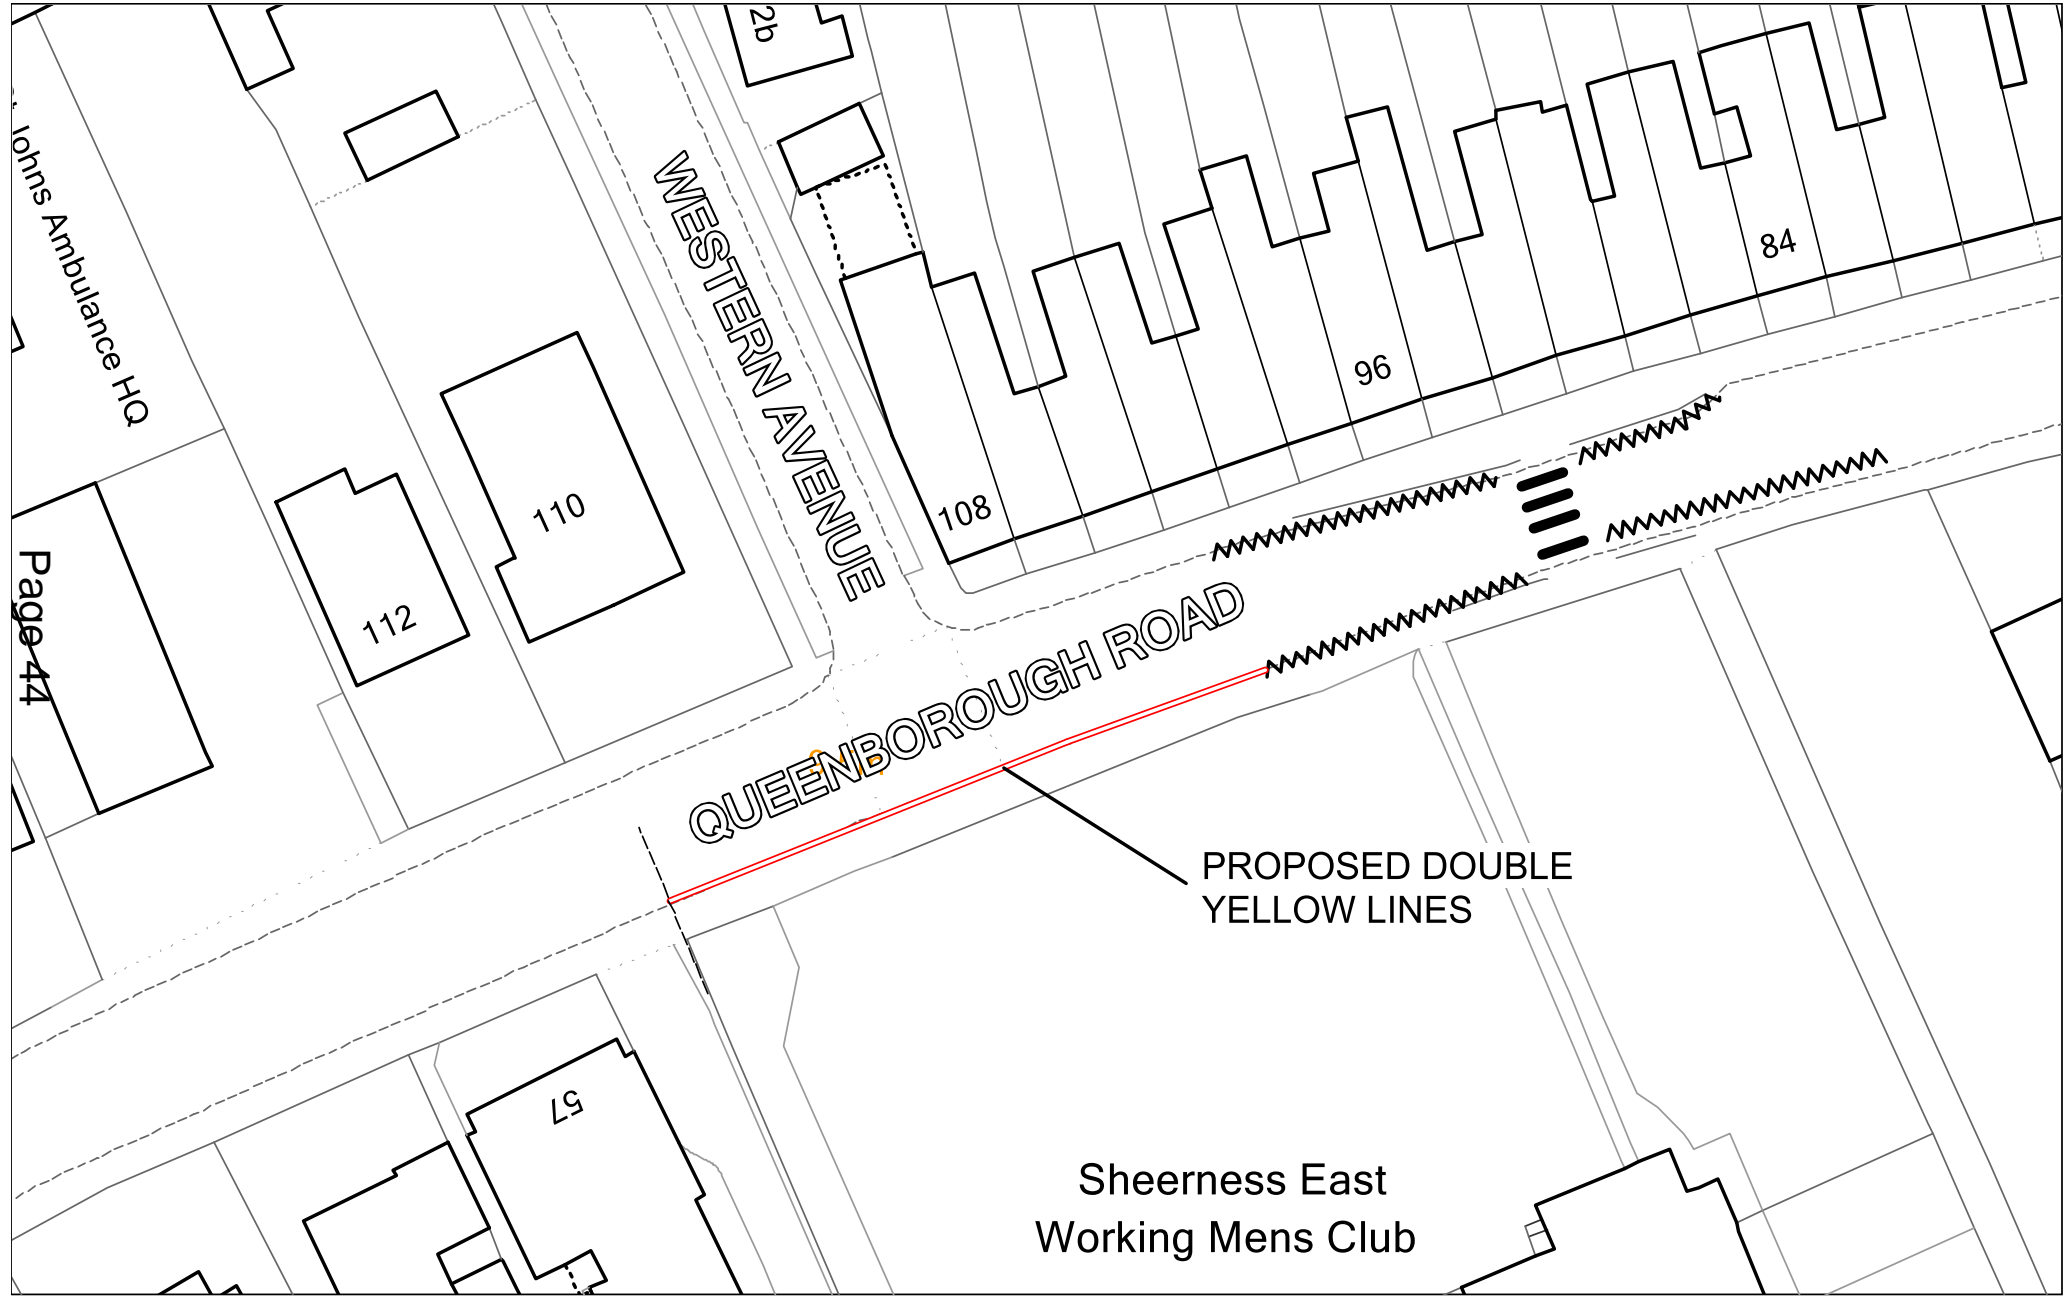 2b
Johns Ambulance HQ
WESTERN AVENUE
84
96
108
110
112
Page 44
QUEENBOROUGH ROAD
PROPOSED DOUBLE
YELLOW LINES
57
Sheerness East
Working Mens Club